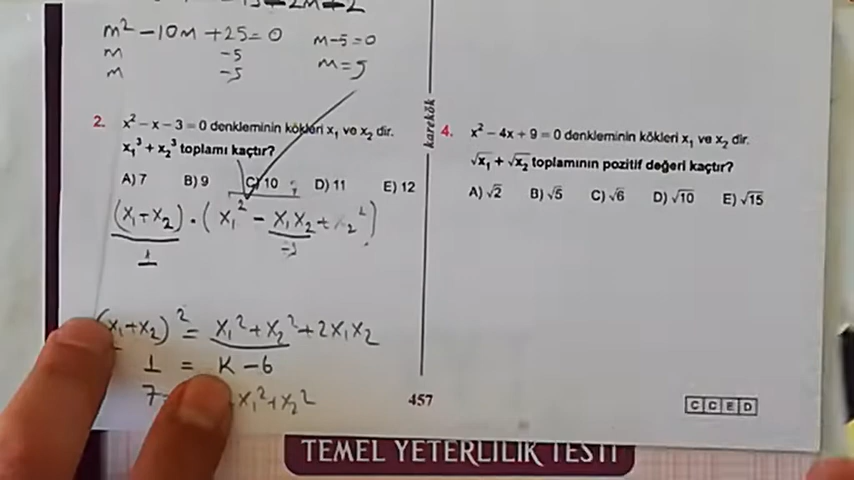 m² - 10m + 25 = 0 m - 5 = 0
m -5 m = 5
m -5
2. x² – x – 3 = 0 denkleminin kökleri x₁ ve x₂ dir.
x₁³ + x₂³ toplamı kaçtır?
A) 7 B) 9 C) 10 D) 11 E) 12
(x₁+x₂) · (x₁² - x₁x₂ + x₂²)
1 -3
(x₁+x₂)² = x₁² + x₂² + 2x₁x₂
1 = K - 6
7 = x₁² + x₂²
karekök
4. x² – 4x + 9 = 0 denkleminin kökleri x₁ ve x₂ dir.
√x₁ + √x₂ toplamının pozitif değeri kaçtır?
A) √2 B) √5 C) √6 D) √10 E) √15
457
C C E D
TEMEL YETERLİLİK TESTİ